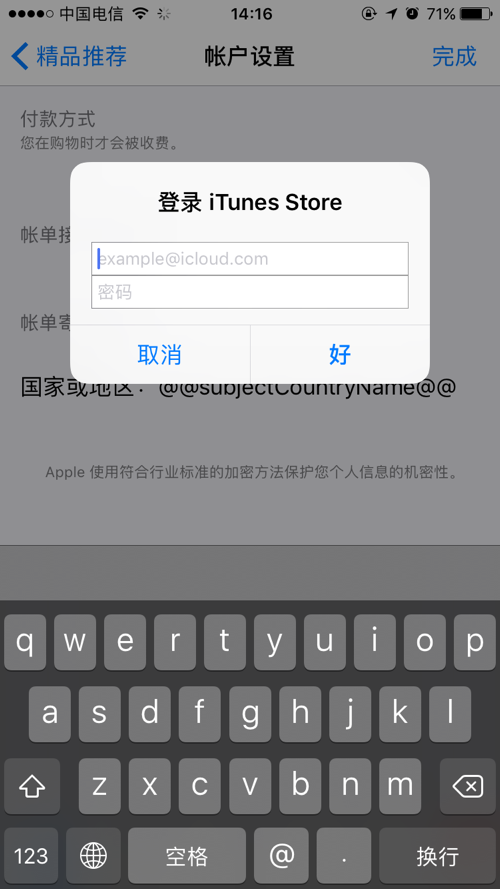 中国电信 14:16 71%
精品推荐 帐户设置 完成
付款方式
您在购物时才会被收费。
登录 iTunes Store
帐单
example@icloud.com
密码
帐单寄
取消 好
国家或地区：@@subjectCountryName@@
Apple 使用符合行业标准的加密方法保护您个人信息的机密性。
q w e r t y u i o p
a s d f g h j k l
z x c v b n m
123 空格 @ . 换行